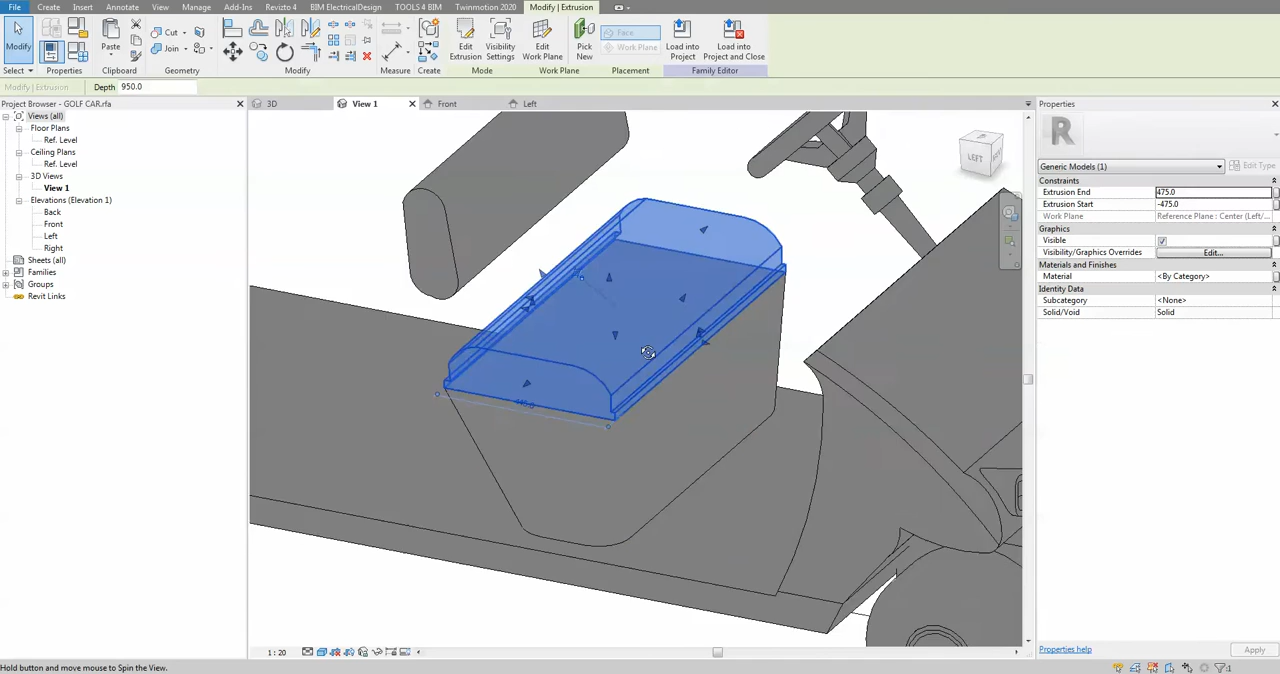 File Create Insert Annotate View Manage Add-Ins Revizto 4 BIM ElectricalDesign TOOLS 4 BIM Twinmotion 2020 Modify | Extrusion
Modify
Paste
Cut
Join
Edit Extrusion
Visibility Settings
Edit Work Plane
Pick New
Face
Work Plane
Load into Project
Load into Project and Close
Select Properties Clipboard Geometry Modify Measure Create Mode Work Plane Placement Family Editor
Modify | Extrusion Depth 950.0
Project Browser - GOLF CAR.rfa
3D View 1 Front Left
Properties
Views (all)
Floor Plans
Ref. Level
Ceiling Plans
Ref. Level
3D Views
View 1
Elevations (Elevation 1)
Back
Front
Left
Right
Sheets (all)
Families
Groups
Revit Links
LEFT
Generic Models (1) Edit Type
Constraints
Extrusion End 475.0
Extrusion Start -475.0
Work Plane Reference Plane : Center (Left/...
Graphics
Visible
Visibility/Graphics Overrides Edit...
Materials and Finishes
Material <By Category>
Identity Data
Subcategory <None>
Solid/Void Solid
1 : 20
Properties help Apply
Hold button and move mouse to Spin the View.
:1